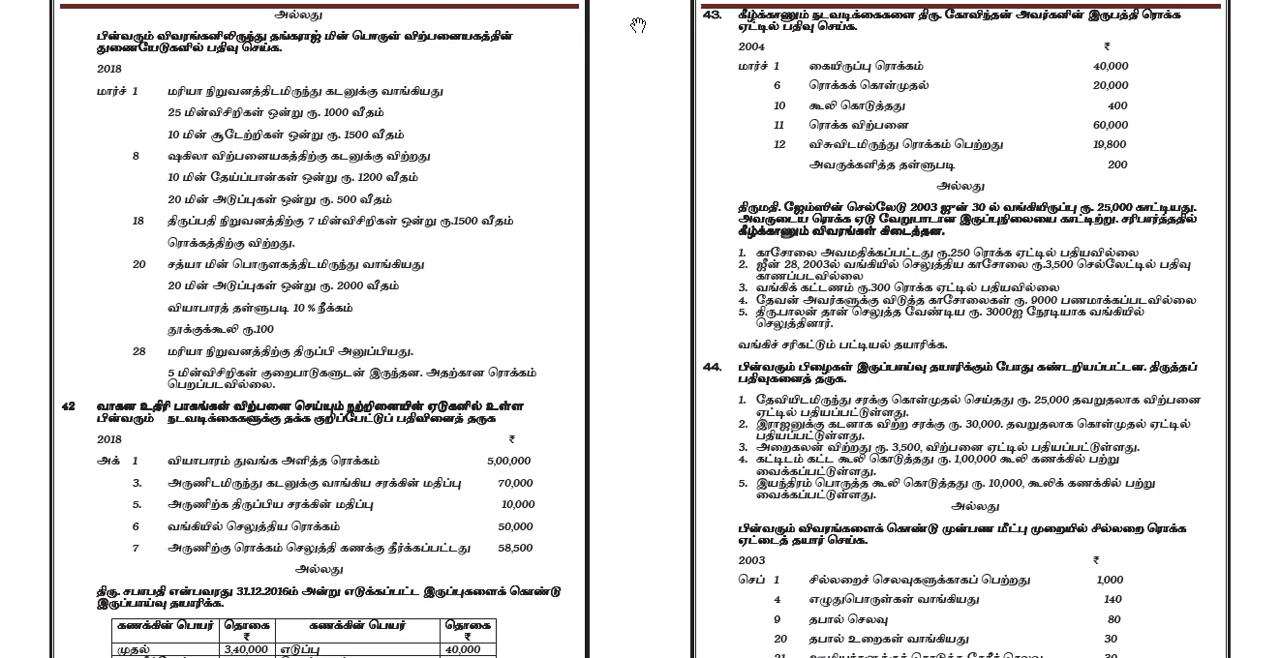 அல்லது
பின்வரும் விவரங்களிலிருந்து தங்கராஜ் மின் பொருள் விற்பனையகத்தின்
துணையேடுகளில் பதிவு செய்க.
2018
மார்ச் 1 மரியா நிறுவனத்திடமிருந்து கடனுக்கு வாங்கியது
25 மின்விசிறிகள் ஒன்று ரூ. 1000 வீதம்
10 மின் சூடேற்றிகள் ஒன்று ரூ. 1500 வீதம்
8 ஷகிலா விற்பனையகத்திற்கு கடனுக்கு விற்றது
10 மின் தேய்ப்பான்கள் ஒன்று ரூ. 1200 வீதம்
20 மின் அடுப்புகள் ஒன்று ரூ. 500 வீதம்
18 திருப்பதி நிறுவனத்திற்கு 7 மின்விசிறிகள் ஒன்று ரூ.1500 வீதம்
ரொக்கத்திற்கு விற்றது.
20 சத்யா மின் பொருளகத்திடமிருந்து வாங்கியது
20 மின் அடுப்புகள் ஒன்று ரூ. 2000 வீதம்
வியாபாரத் தள்ளுபடி 10 % நீக்கம்
தூக்குக்கூலி ரூ.100
28 மரியா நிறுவனத்திற்கு திருப்பி அனுப்பியது.
5 மின்விசிறிகள் குறைபாடுகளுடன் இருந்தன. அதற்கான ரொக்கம்
பெறப்படவில்லை.
42 வாகன உதிரி பாகங்கள் விற்பனை செய்யும் நற்றிணையின் ஏடுகளில் உள்ள
பின்வரும் நடவடிக்கைகளுக்கு தக்க குறிப்பேட்டுப் பதிவினைத் தருக
2018 ₹
அக் 1 வியாபாரம் துவங்க அளித்த ரொக்கம் 5,00,000
3. அருணிடமிருந்து கடனுக்கு வாங்கிய சரக்கின் மதிப்பு 70,000
5. அருணிற்க திருப்பிய சரக்கின் மதிப்பு 10,000
6 வங்கியில் செலுத்திய ரொக்கம் 50,000
7 அருணிற்கு ரொக்கம் செலுத்தி கணக்கு தீர்க்கப்பட்டது 58,500
அல்லது
திரு. சபாபதி என்பவரது 31.12.2016ம் அன்று எடுக்கப்பட்ட இருப்புகளைக் கொண்டு
இருப்பாய்வு தயாரிக்க.
கணக்கின் பெயர் தொகை ₹ கணக்கின் பெயர் தொகை ₹
முதல் 3,40,000 எடுப்பு 40,000
43. கீழ்க்காணும் நடவடிக்கைகளை திரு. கோவிந்தன் அவர்களின் இருபத்தி ரொக்க
ஏட்டில் பதிவு செய்க.
2004 ₹
மார்ச் 1 கையிருப்பு ரொக்கம் 40,000
6 ரொக்கக் கொள்முதல் 20,000
10 கூலி கொடுத்தது 400
11 ரொக்க விற்பனை 60,000
12 விசுவிடமிருந்து ரொக்கம் பெற்றது 19,800
அவருக்களித்த தள்ளுபடி 200
அல்லது
திருமதி. ஜேம்ஸின் செல்லேடு 2003 ஜுன் 30 ல் வங்கியிருப்பு ரூ. 25,000 காட்டியது.
அவருடைய ரொக்க ஏடு வேறுபாடான இருப்புநிலையை காட்டிற்று. சரிபார்த்ததில்
கீழ்க்காணும் விவரங்கள் கிடைத்தன.
1. காசோலை அவமதிக்கப்பட்டது ரூ.250 ரொக்க ஏட்டில் பதியவில்லை
2. ஜீன் 28, 2003ல் வங்கியில் செலுத்திய காசோலை ரூ.3,500 செல்லேட்டில் பதிவு
காணப்படவில்லை
3. வங்கிக் கட்டணம் ரூ.300 ரொக்க ஏட்டில் பதியவில்லை
4. தேவன் அவர்களுக்கு விடுத்த காசோலைகள் ரூ. 9000 பணமாக்கப்படவில்லை
5. திருபாலன் தான் செலுத்த வேண்டிய ரூ. 3000ஐ நேரடியாக வங்கியில்
செலுத்தினார்.
வங்கிச் சரிகட்டும் பட்டியல் தயாரிக்க.
44. பின்வரும் பிழைகள் இருப்பாய்வு தயாரிக்கும் போது கண்டறியப்பட்டன. திருத்தப்
பதிவுகளைத் தருக.
1. தேவியிடமிருந்து சரக்கு கொள்முதல் செய்தது ரூ. 25,000 தவறுதலாக விற்பனை
ஏட்டில் பதியப்பட்டுள்ளது.
2. இராஜனுக்கு கடனாக விற்ற சரக்கு ரூ. 30,000. தவறுதலாக கொள்முதல் ஏட்டில்
பதியப்பட்டுள்ளது.
3. அறைகலன் விற்றது ரூ. 3,500, விற்பனை ஏட்டில் பதியப்பட்டுள்ளது.
4. கட்டிடம் கட்ட கூலி கொடுத்தது ரூ. 1,00,000 கூலி கணக்கில் பற்று
வைக்கப்பட்டுள்ளது.
5. இயந்திரம் பொருத்த கூலி கொடுத்தது ரூ. 10,000, கூலிக் கணக்கில் பற்று
வைக்கப்பட்டுள்ளது.
அல்லது
பின்வரும் விவரங்களைக் கொண்டு முன்பண மீட்பு முறையில் சில்லறை ரொக்க
ஏட்டைத் தயார் செய்க.
2003 ₹
செப் 1 சில்லறைச் செலவுகளுக்காகப் பெற்றது 1,000
4 எழுதுபொருள்கள் வாங்கியது 140
9 தபால் செலவு 80
20 தபால் உறைகள் வாங்கியது 30